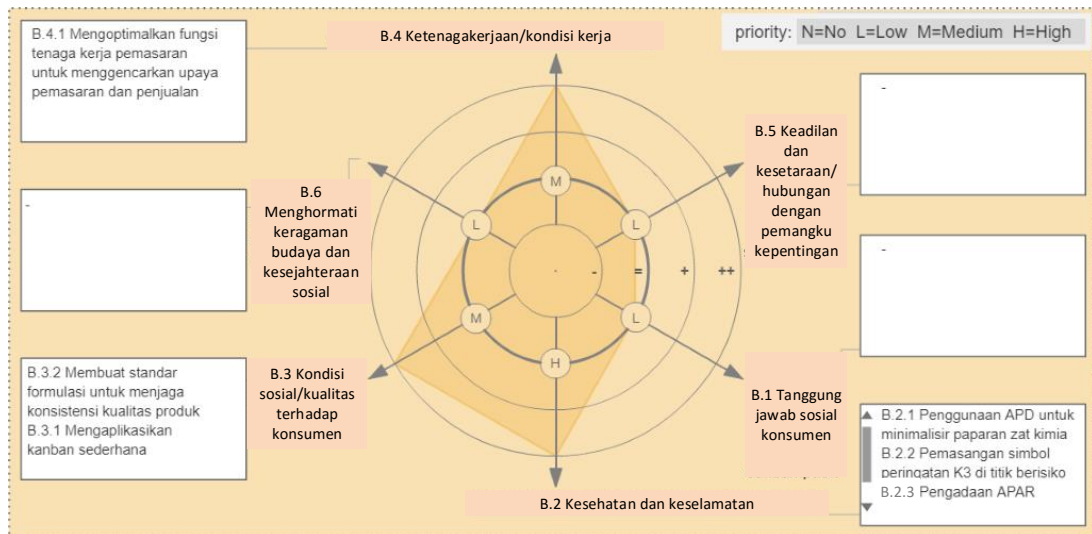 B.4.1 Mengoptimalkan fungsi
tenaga kerja pemasaran
untuk menggencarkan upaya
pemasaran dan penjualan
B.4 Ketenagakerjaan/kondisi kerja
priority: N=No L=Low M=Medium H=High
-
B.5 Keadilan
dan
kesetaraan/
hubungan
dengan
pemangku
kepentingan
M
L
L
B.6
Menghormati
keragaman
budaya dan
kesejahteraan
sosial
-
-
- = + ++
M
L
H
B.3.2 Membuat standar
formulasi untuk menjaga
konsistensi kualitas produk
B.3.1 Mengaplikasikan
kanban sederhana
B.3 Kondisi
sosial/kualitas
terhadap
konsumen
B.1 Tanggung
jawab sosial
konsumen
B.2.1 Penggunaan APD untuk
minimalisir paparan zat kimia
B.2.2 Pemasangan simbol
peringatan K3 di titik berisiko
B.2.3 Pengadaan APAR
B.2 Kesehatan dan keselamatan